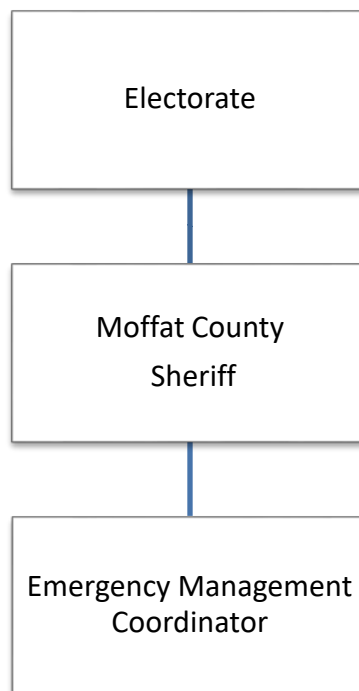 Electorate
Moffat County
Sheriff
Emergency Management
Coordinator